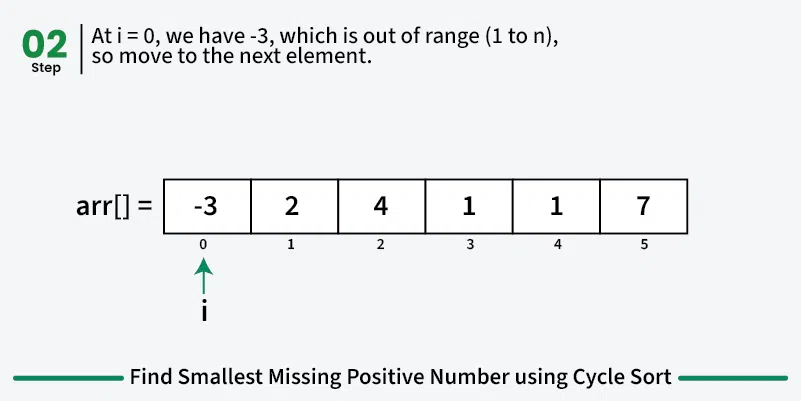 02
Step
At i = 0, we have -3, which is out of range (1 to n),
so move to the next element.
arr[] = -3 2 4 1 1 7
0 1 2 3 4 5
i
Find Smallest Missing Positive Number using Cycle Sort